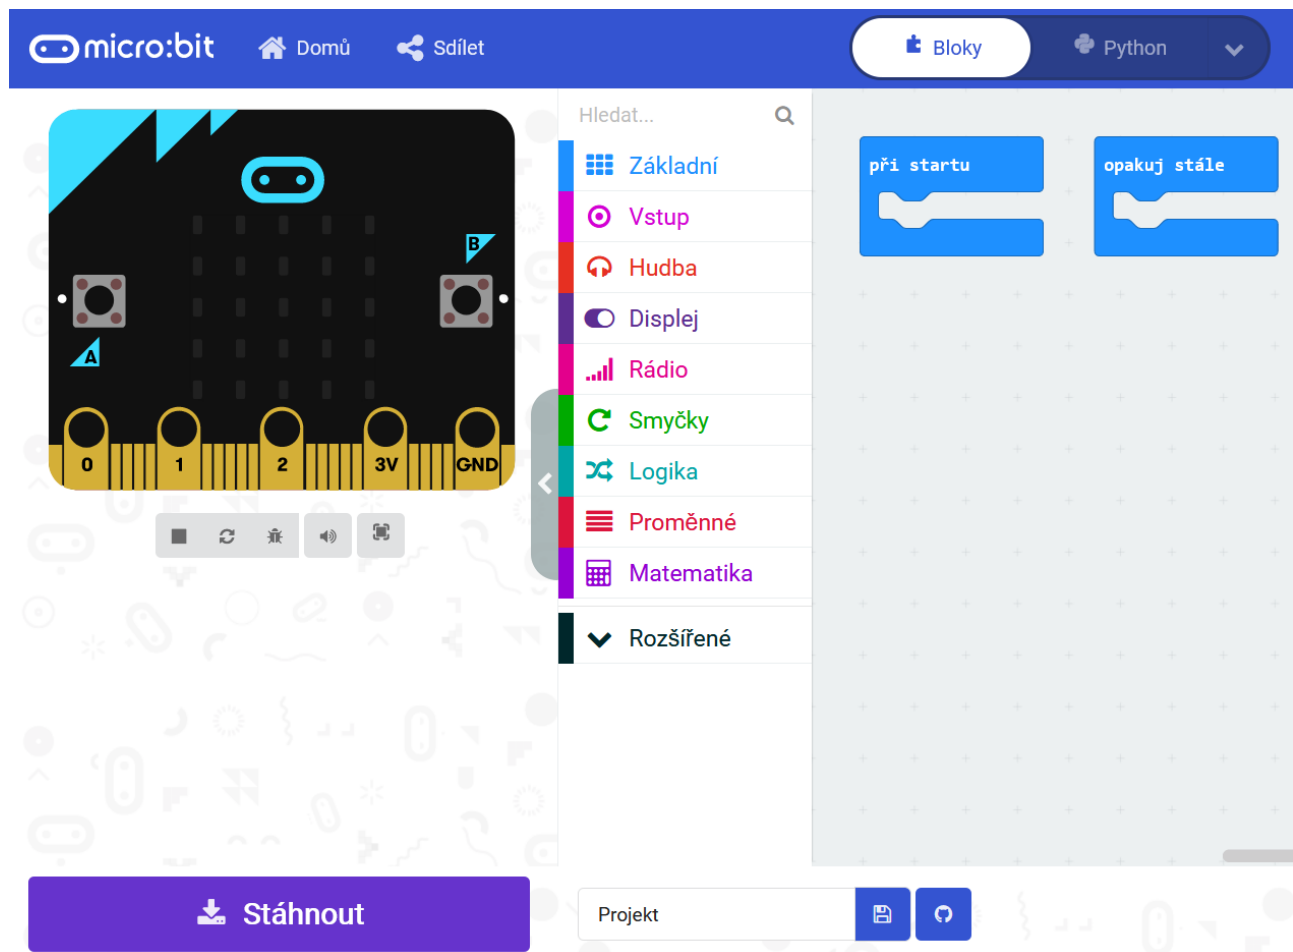 micro:bit
Domů
Sdílet
Bloky
Python
Hledat...
Základní
Vstup
Hudba
Displej
Rádio
Smyčky
Logika
Proměnné
Matematika
Rozšířené
B
A
0 1 2 3V GND
při startu
opakuj stále
Stáhnout
Projekt